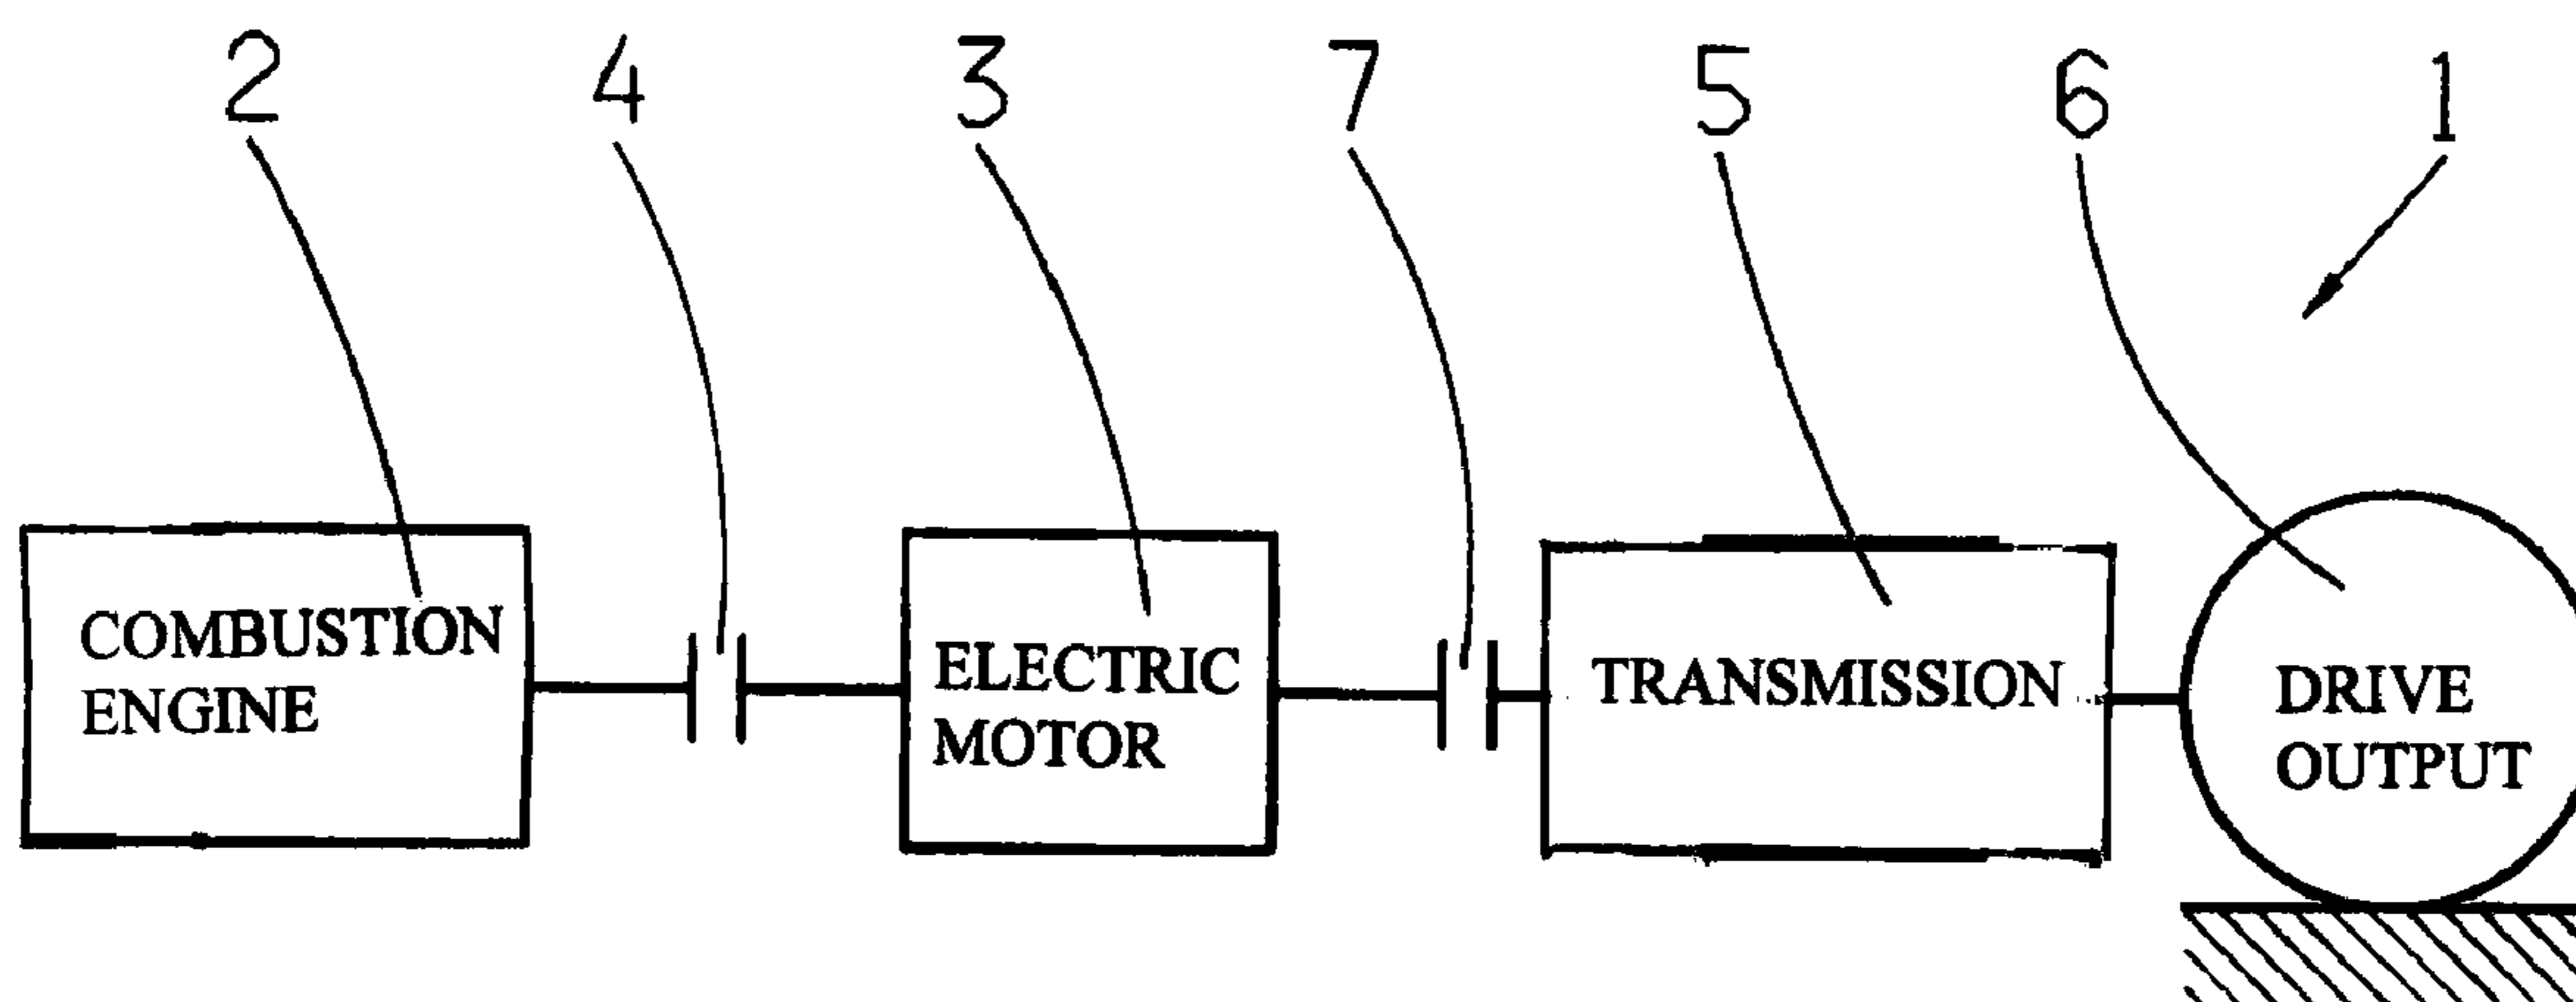 2 4 3 7 5 6 1
COMBUSTION
ENGINE
ELECTRIC
MOTOR
TRANSMISSION
DRIVE
OUTPUT